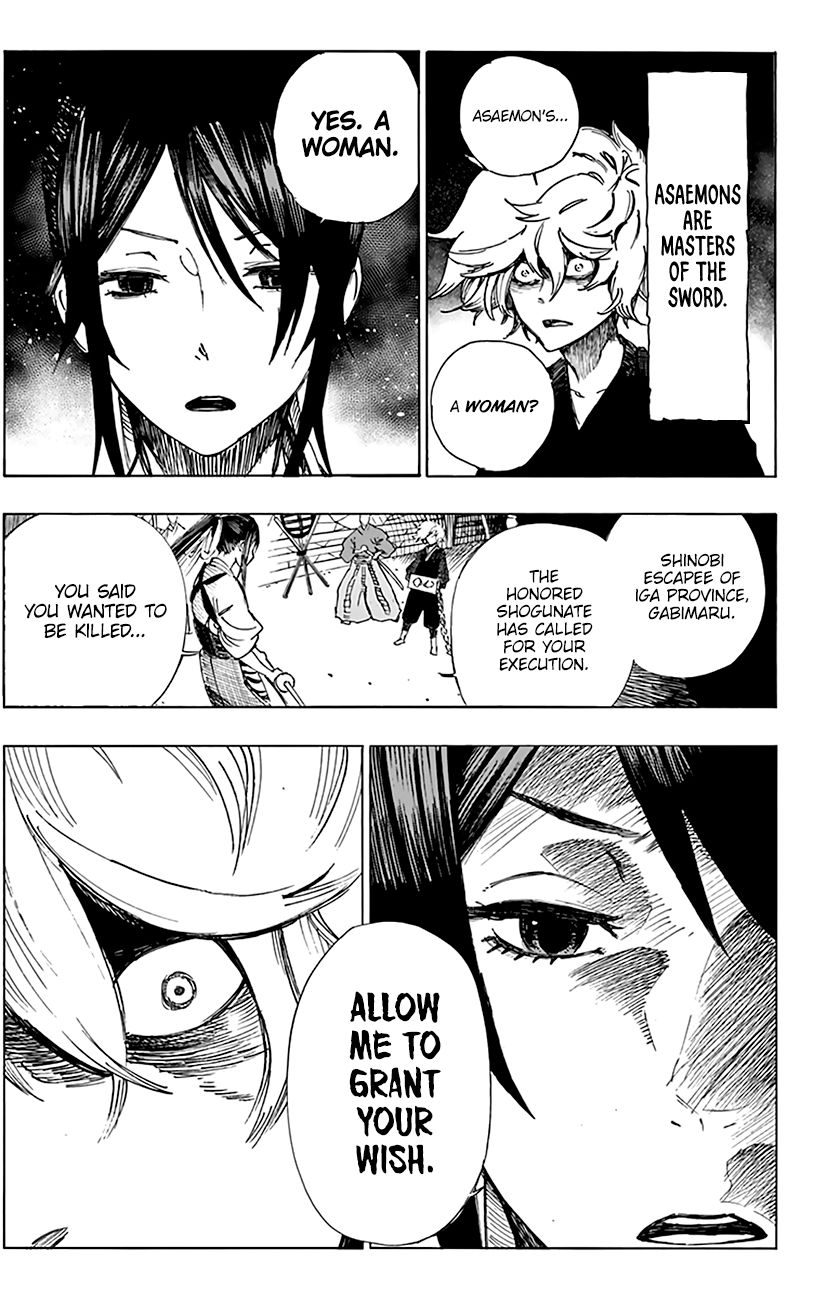 ASAEMONS
ARE
MASTERS
OF THE
SWORD.
ASAEMON'S...
A WOMAN?
YES. A
WOMAN.
SHINOBI
ESCAPEE OF
IGA PROVINCE,
GABIMARU.
THE
HONORED
SHOGUNATE
HAS CALLED
FOR YOUR
EXECUTION.
YOU SAID
YOU WANTED TO
BE KILLED...
ALLOW
ME TO
GRANT
YOUR
WISH.